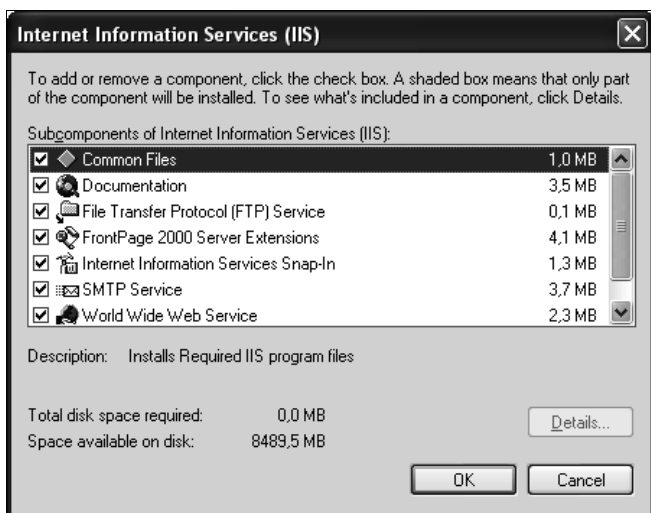 Internet Information Services (IIS)
To add or remove a component, click the check box. A shaded box means that only part
of the component will be installed. To see what's included in a component, click Details.
Subcomponents of Internet Information Services (IIS):
Common Files 1,0 MB
Documentation 3,5 MB
File Transfer Protocol (FTP) Service 0,1 MB
FrontPage 2000 Server Extensions 4,1 MB
Internet Information Services Snap-In 1,3 MB
SMTP Service 3,7 MB
World Wide Web Service 2,3 MB
Description: Installs Required IIS program files
Total disk space required: 0,0 MB
Details...
Space available on disk: 8489,5 MB
OK Cancel